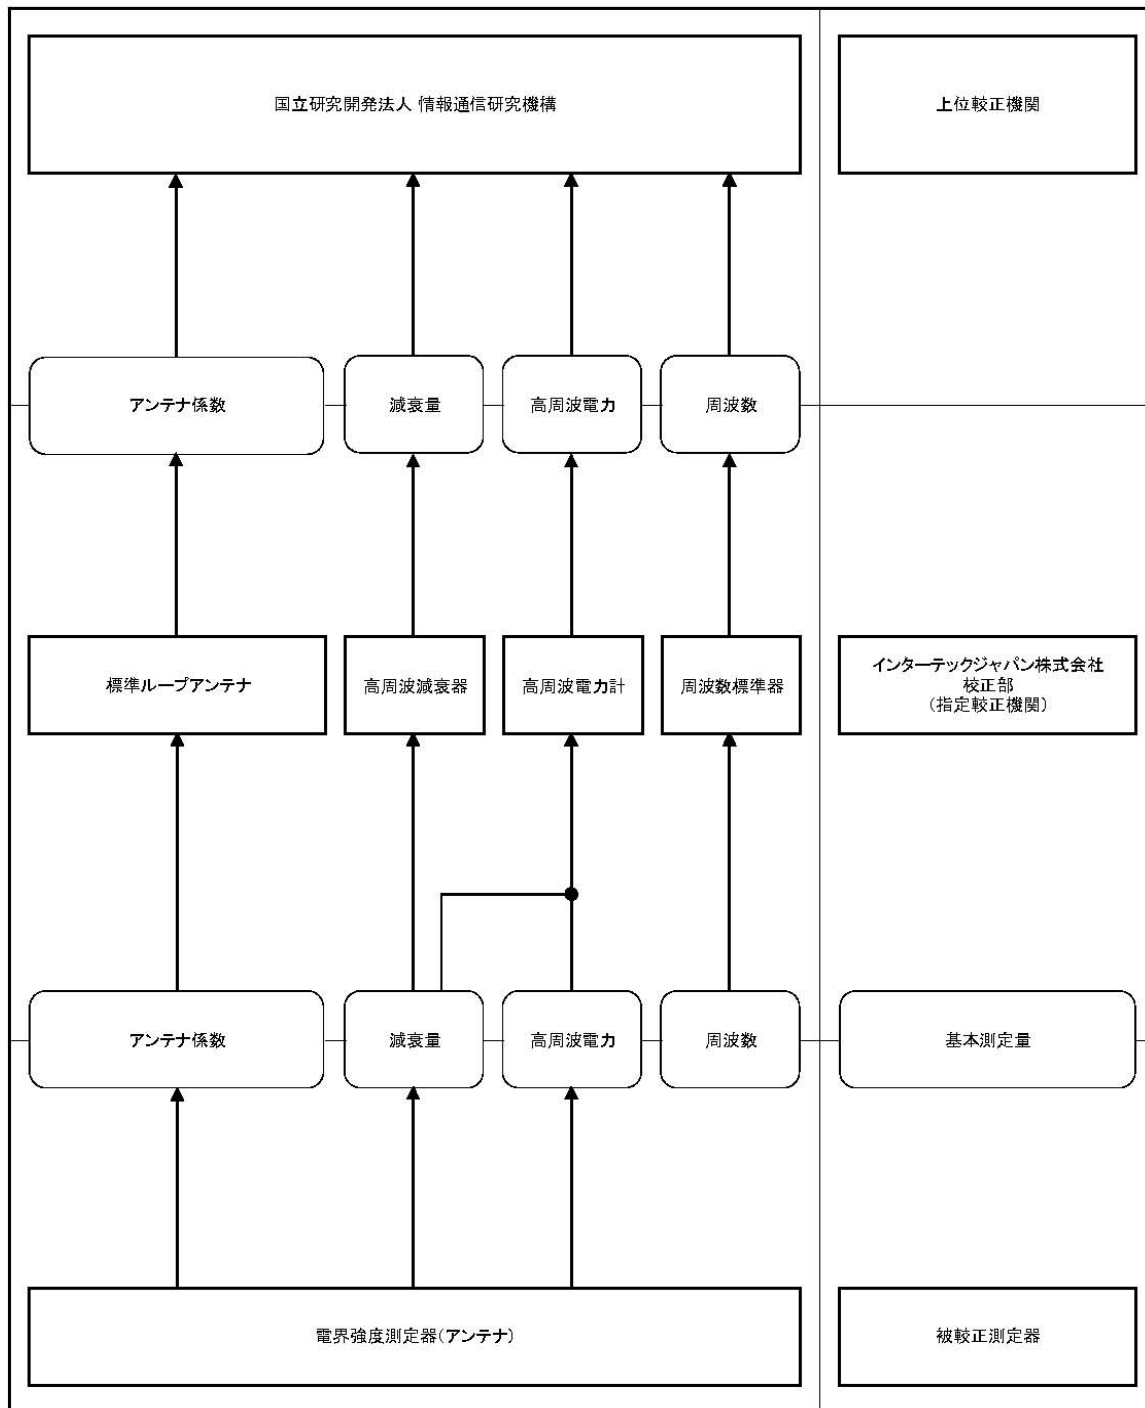 国立研究開発法人 情報通信研究機構
上位較正機関
アンテナ係数
減衰量
高周波電力
周波数
標準ループアンテナ
高周波減衰器
高周波電力計
周波数標準器
インターテックジャパン株式会社
校正部
(指定較正機関)
アンテナ係数
減衰量
高周波電力
周波数
基本測定量
電界強度測定器(アンテナ)
被較正測定器